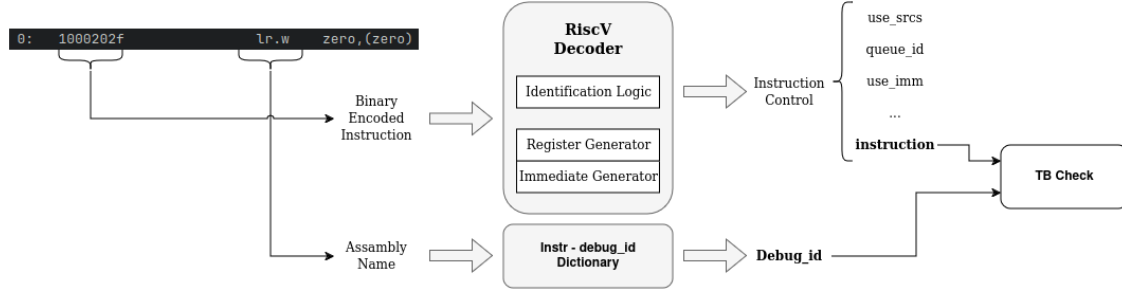 0: 1000202f lr.w zero,(zero)
Binary
Encoded
Instruction
RiscV
Decoder
Identification Logic
Register Generator
Immediate Generator
Instruction
Control
use_srcs
queue_id
use_imm
...
instruction
TB Check
Assambly
Name
Instr - debug_id
Dictionary
Debug_id